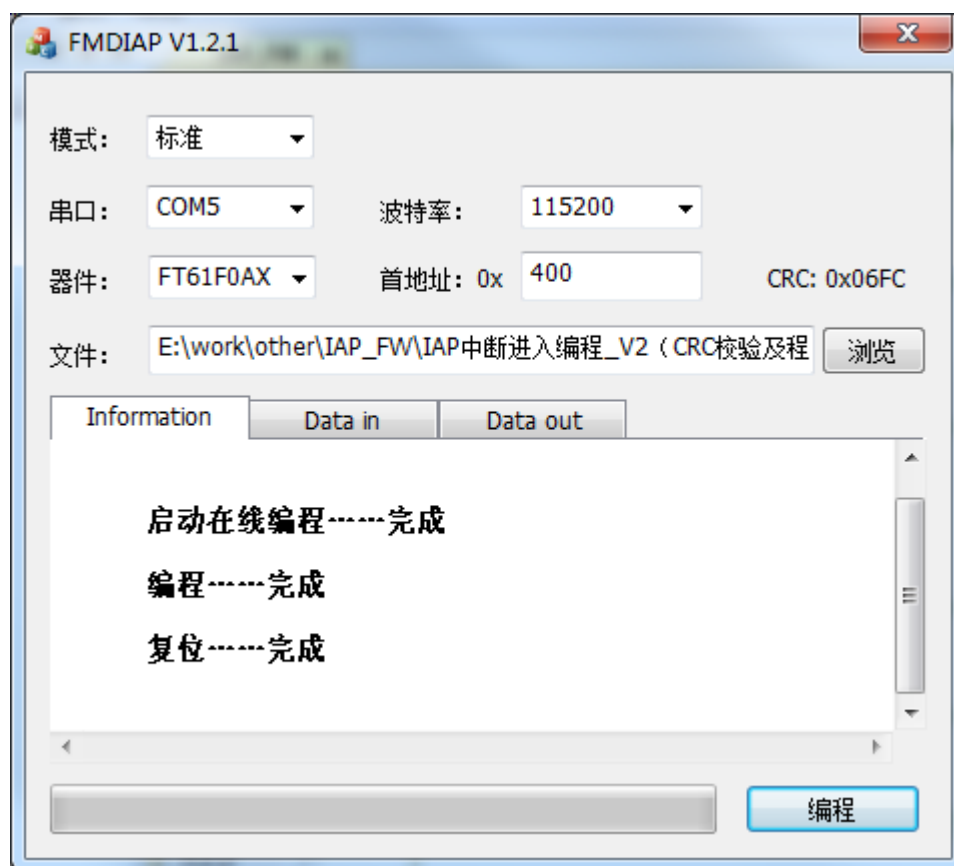 FMDIAP V1.2.1
模式： 标准
串口： COM5 波特率： 115200
器件： FT61F0AX 首地址：0x 400 CRC: 0x06FC
文件： E:\work\other\IAP_FW\IAP中断进入编程_V2（CRC校验及程 浏览
Information Data in Data out
启动在线编程……完成
编程……完成
复位……完成
编程